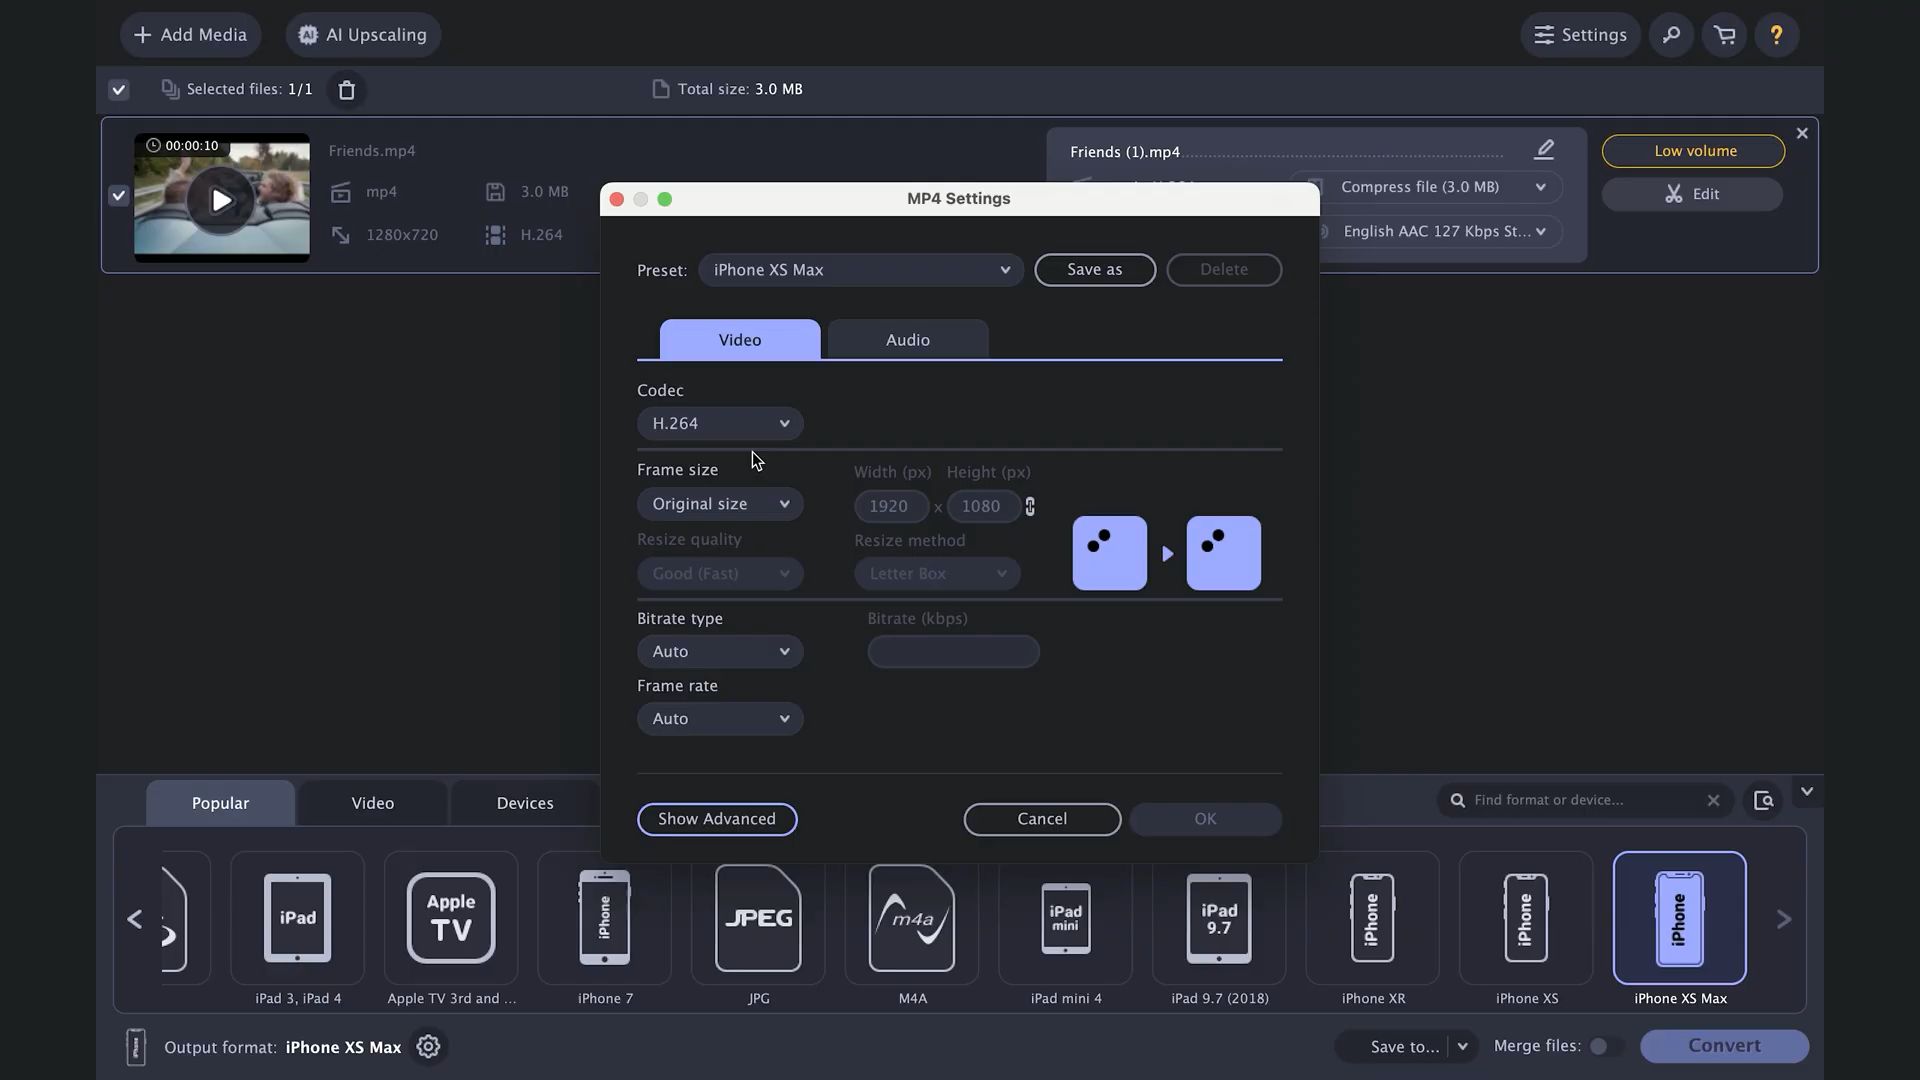 Add Media
AI Upscaling
Settings
?
Selected files: 1/1
Total size: 3.0 MB
00:00:10
Friends.mp4
mp4
3.0 MB
1280x720
H.264
Friends (1).mp4
Compress file (3.0 MB)
English AAC 127 Kbps St...
Low volume
Edit
MP4 Settings
Preset:
iPhone XS Max
Save as
Delete
Video
Audio
Codec
H.264
Frame size
Width (px)
Height (px)
Original size
1920
x
1080
Resize quality
Resize method
Good (Fast)
Letter Box
Bitrate type
Bitrate (kbps)
Auto
Frame rate
Auto
Show Advanced
Cancel
OK
Popular
Video
Devices
Find format or device...
iPad
Apple
TV
iPhone
JPEG
m4a
iPad
mini
iPad
9.7
iPhone
iPhone
iPhone
iPad 3, iPad 4
Apple TV 3rd and ...
iPhone 7
JPG
M4A
iPad mini 4
iPad 9.7 (2018)
iPhone XR
iPhone XS
iPhone XS Max
iPhone
Output format: iPhone XS Max
Save to...
Merge files:
Convert